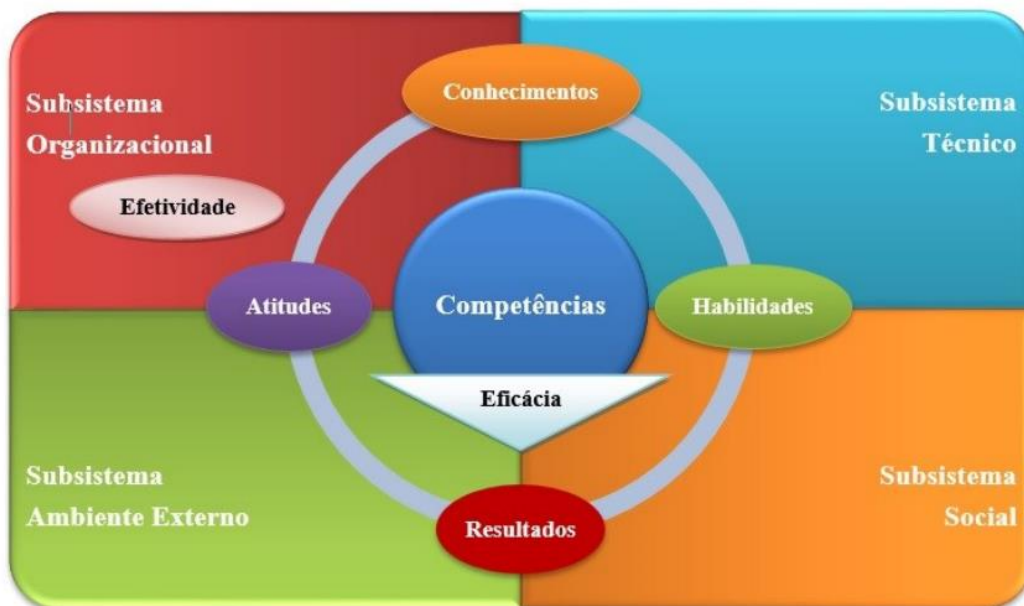 Conhecimentos
Subsistema
Organizacional
Subsistema
Técnico
Efetividade
Atitudes
Competências
Habilidades
Eficácia
Subsistema
Ambiente Externo
Subsistema
Social
Resultados